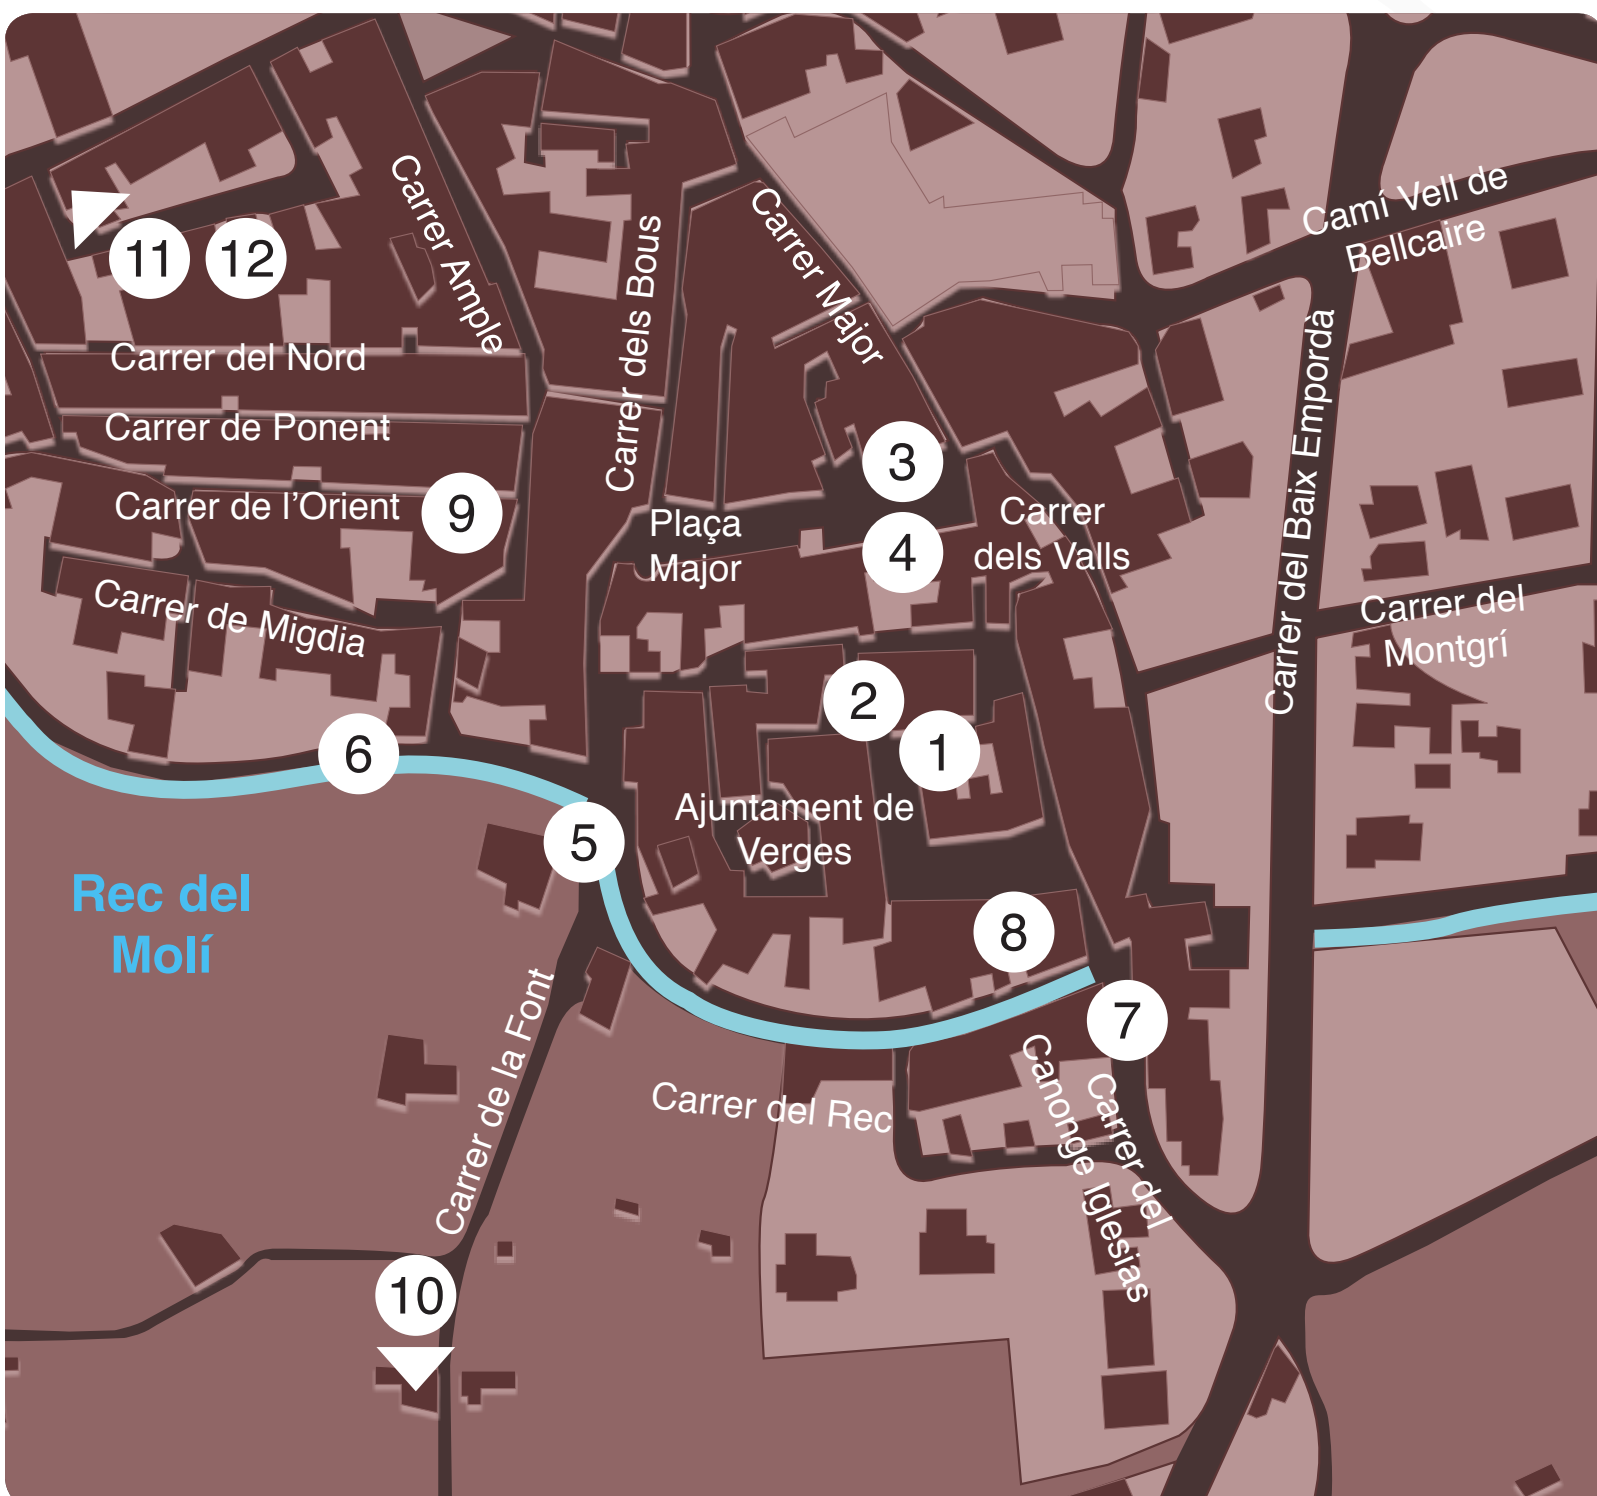 Carrer Ample
Carrer dels Bous
Carrer Major
Camí Vell de
Bellcaire
11
12
Carrer del Nord
Carrer de Ponent
Carrer de l'Orient
9
Carrer de Migdia
3
4
Plaça
Major
Carrer
dels Valls
Carrer del Baix Empordà
Carrer del
Montgrí
2
1
6
5
Ajuntament de
Verges
Rec del
Molí
8
7
Carrer de la Font
Carrer del Rec
Carrer del
Canonge Iglesias
10